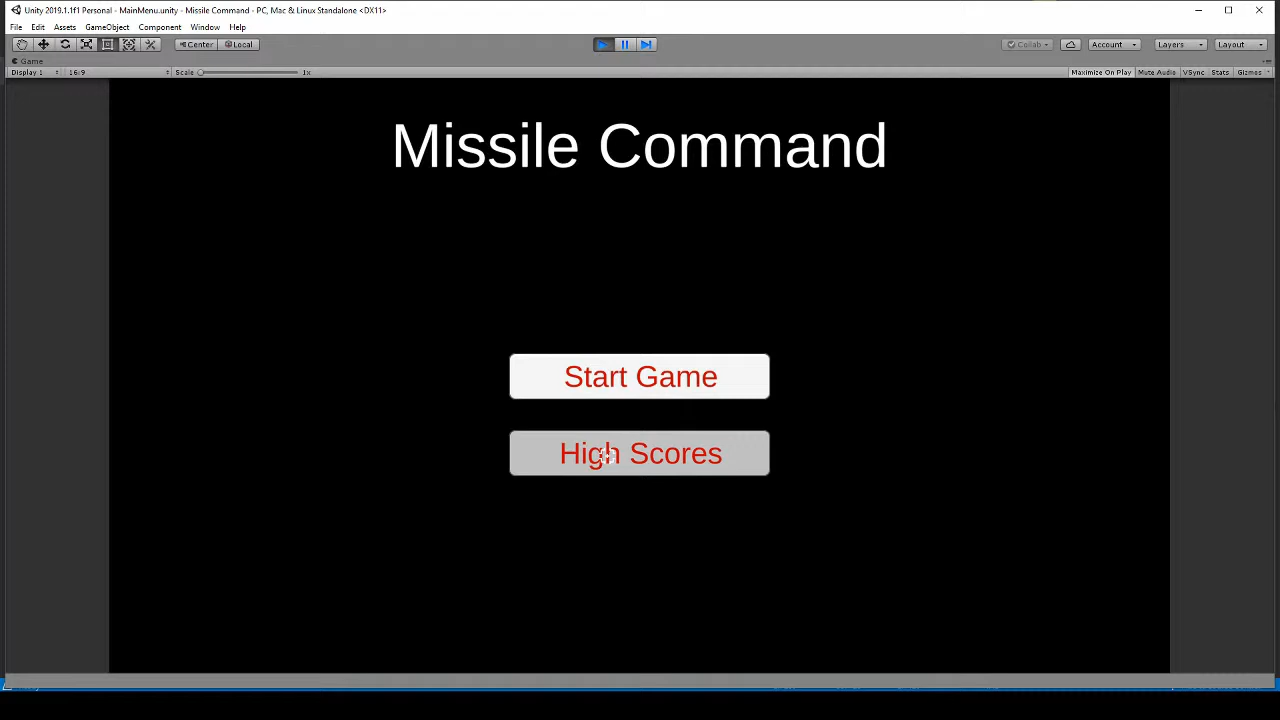 Unity 2019.1.1f1 Personal - MainMenu.unity - Missile Command - PC, Mac & Linux Standalone <DX11>
File Edit Assets GameObject Component Window Help
Center Local Collab Account Layers Layout
Game
Display 1 16:9 Scale 1x Maximize On Play Mute Audio VSync Stats Gizmos
Missile Command
Start Game
High Scores